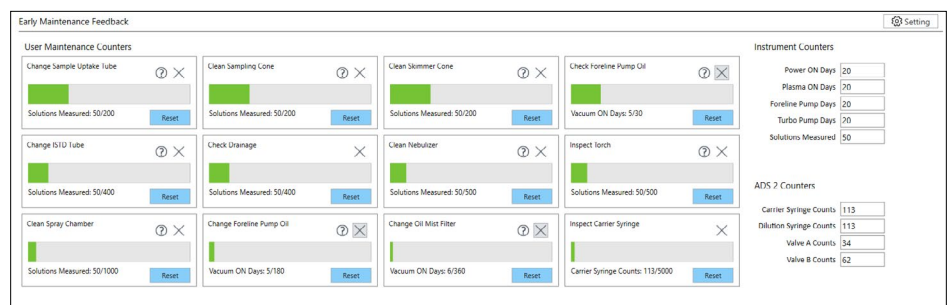 Early Maintenance Feedback
Setting
User Maintenance Counters
Change Sample Uptake Tube
Solutions Measured: 50/200
Reset
Clean Sampling Cone
Solutions Measured: 50/200
Reset
Clean Skimmer Cone
Solutions Measured: 50/200
Reset
Check Foreline Pump Oil
Vacuum ON Days: 5/30
Reset
Change ISTD Tube
Solutions Measured: 50/400
Reset
Check Drainage
Solutions Measured: 50/400
Reset
Clean Nebulizer
Solutions Measured: 50/500
Reset
Inspect Torch
Solutions Measured: 50/500
Reset
Clean Spray Chamber
Solutions Measured: 50/1000
Reset
Change Foreline Pump Oil
Vacuum ON Days: 5/180
Reset
Change Oil Mist Filter
Vacuum ON Days: 6/360
Reset
Inspect Carrier Syringe
Carrier Syringe Counts: 113/5000
Reset
Instrument Counters
Power ON Days 20
Plasma ON Days 20
Foreline Pump Days 20
Turbo Pump Days 20
Solutions Measured 50
ADS 2 Counters
Carrier Syringe Counts 113
Dilution Syringe Counts 113
Valve A Counts 34
Valve B Counts 62